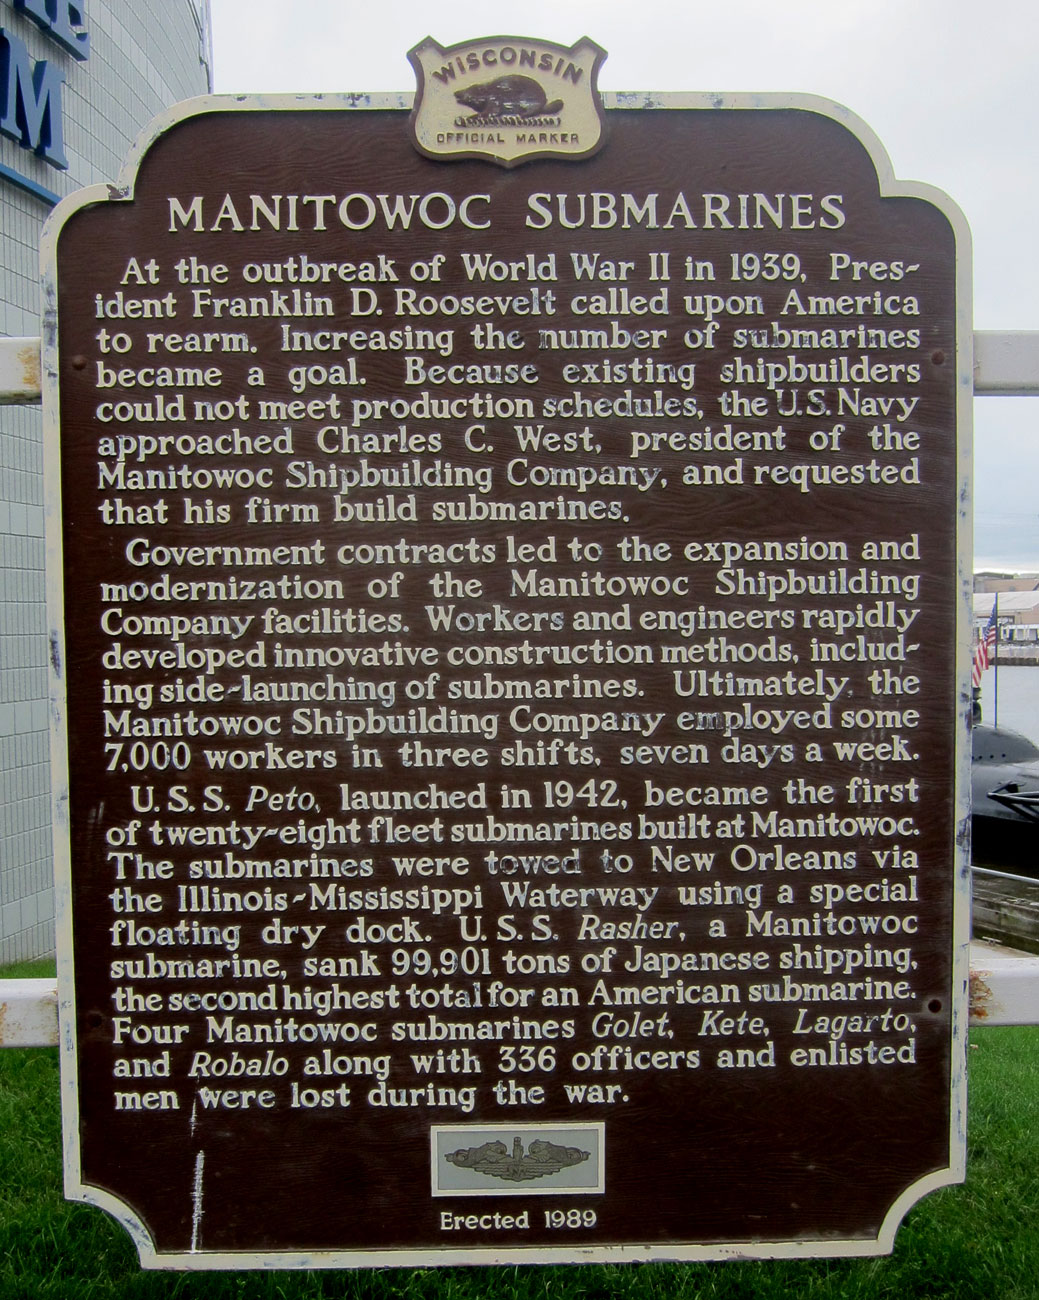 WISCONSIN
OFFICIAL MARKER
MANITOWOC SUBMARINES
At the outbreak of World War II in 1939, Pres-
ident Franklin D. Roosevelt called upon America
to rearm. Increasing the number of submarines
became a goal. Because existing shipbuilders
could not meet production schedules, the U.S. Navy
approached Charles C. West, president of the
Manitowoc Shipbuilding Company, and requested
that his firm build submarines.
Government contracts led to the expansion and
modernization of the Manitowoc Shipbuilding
Company facilities. Workers and engineers rapidly
developed innovative construction methods, includ-
ing side-launching of submarines. Ultimately, the
Manitowoc Shipbuilding Company employed some
7,000 workers in three shifts, seven days a week.
U.S.S. Peto, launched in 1942, became the first
of twenty-eight fleet submarines built at Manitowoc.
The submarines were towed to New Orleans via
the Illinois-Mississippi Waterway using a special
floating dry dock. U.S.S. Rasher, a Manitowoc
submarine, sank 99,901 tons of Japanese shipping,
the second highest total for an American submarine.
Four Manitowoc submarines Golet, Kete, Lagarto,
and Robalo along with 336 officers and enlisted
men were lost during the war.
Erected 1989